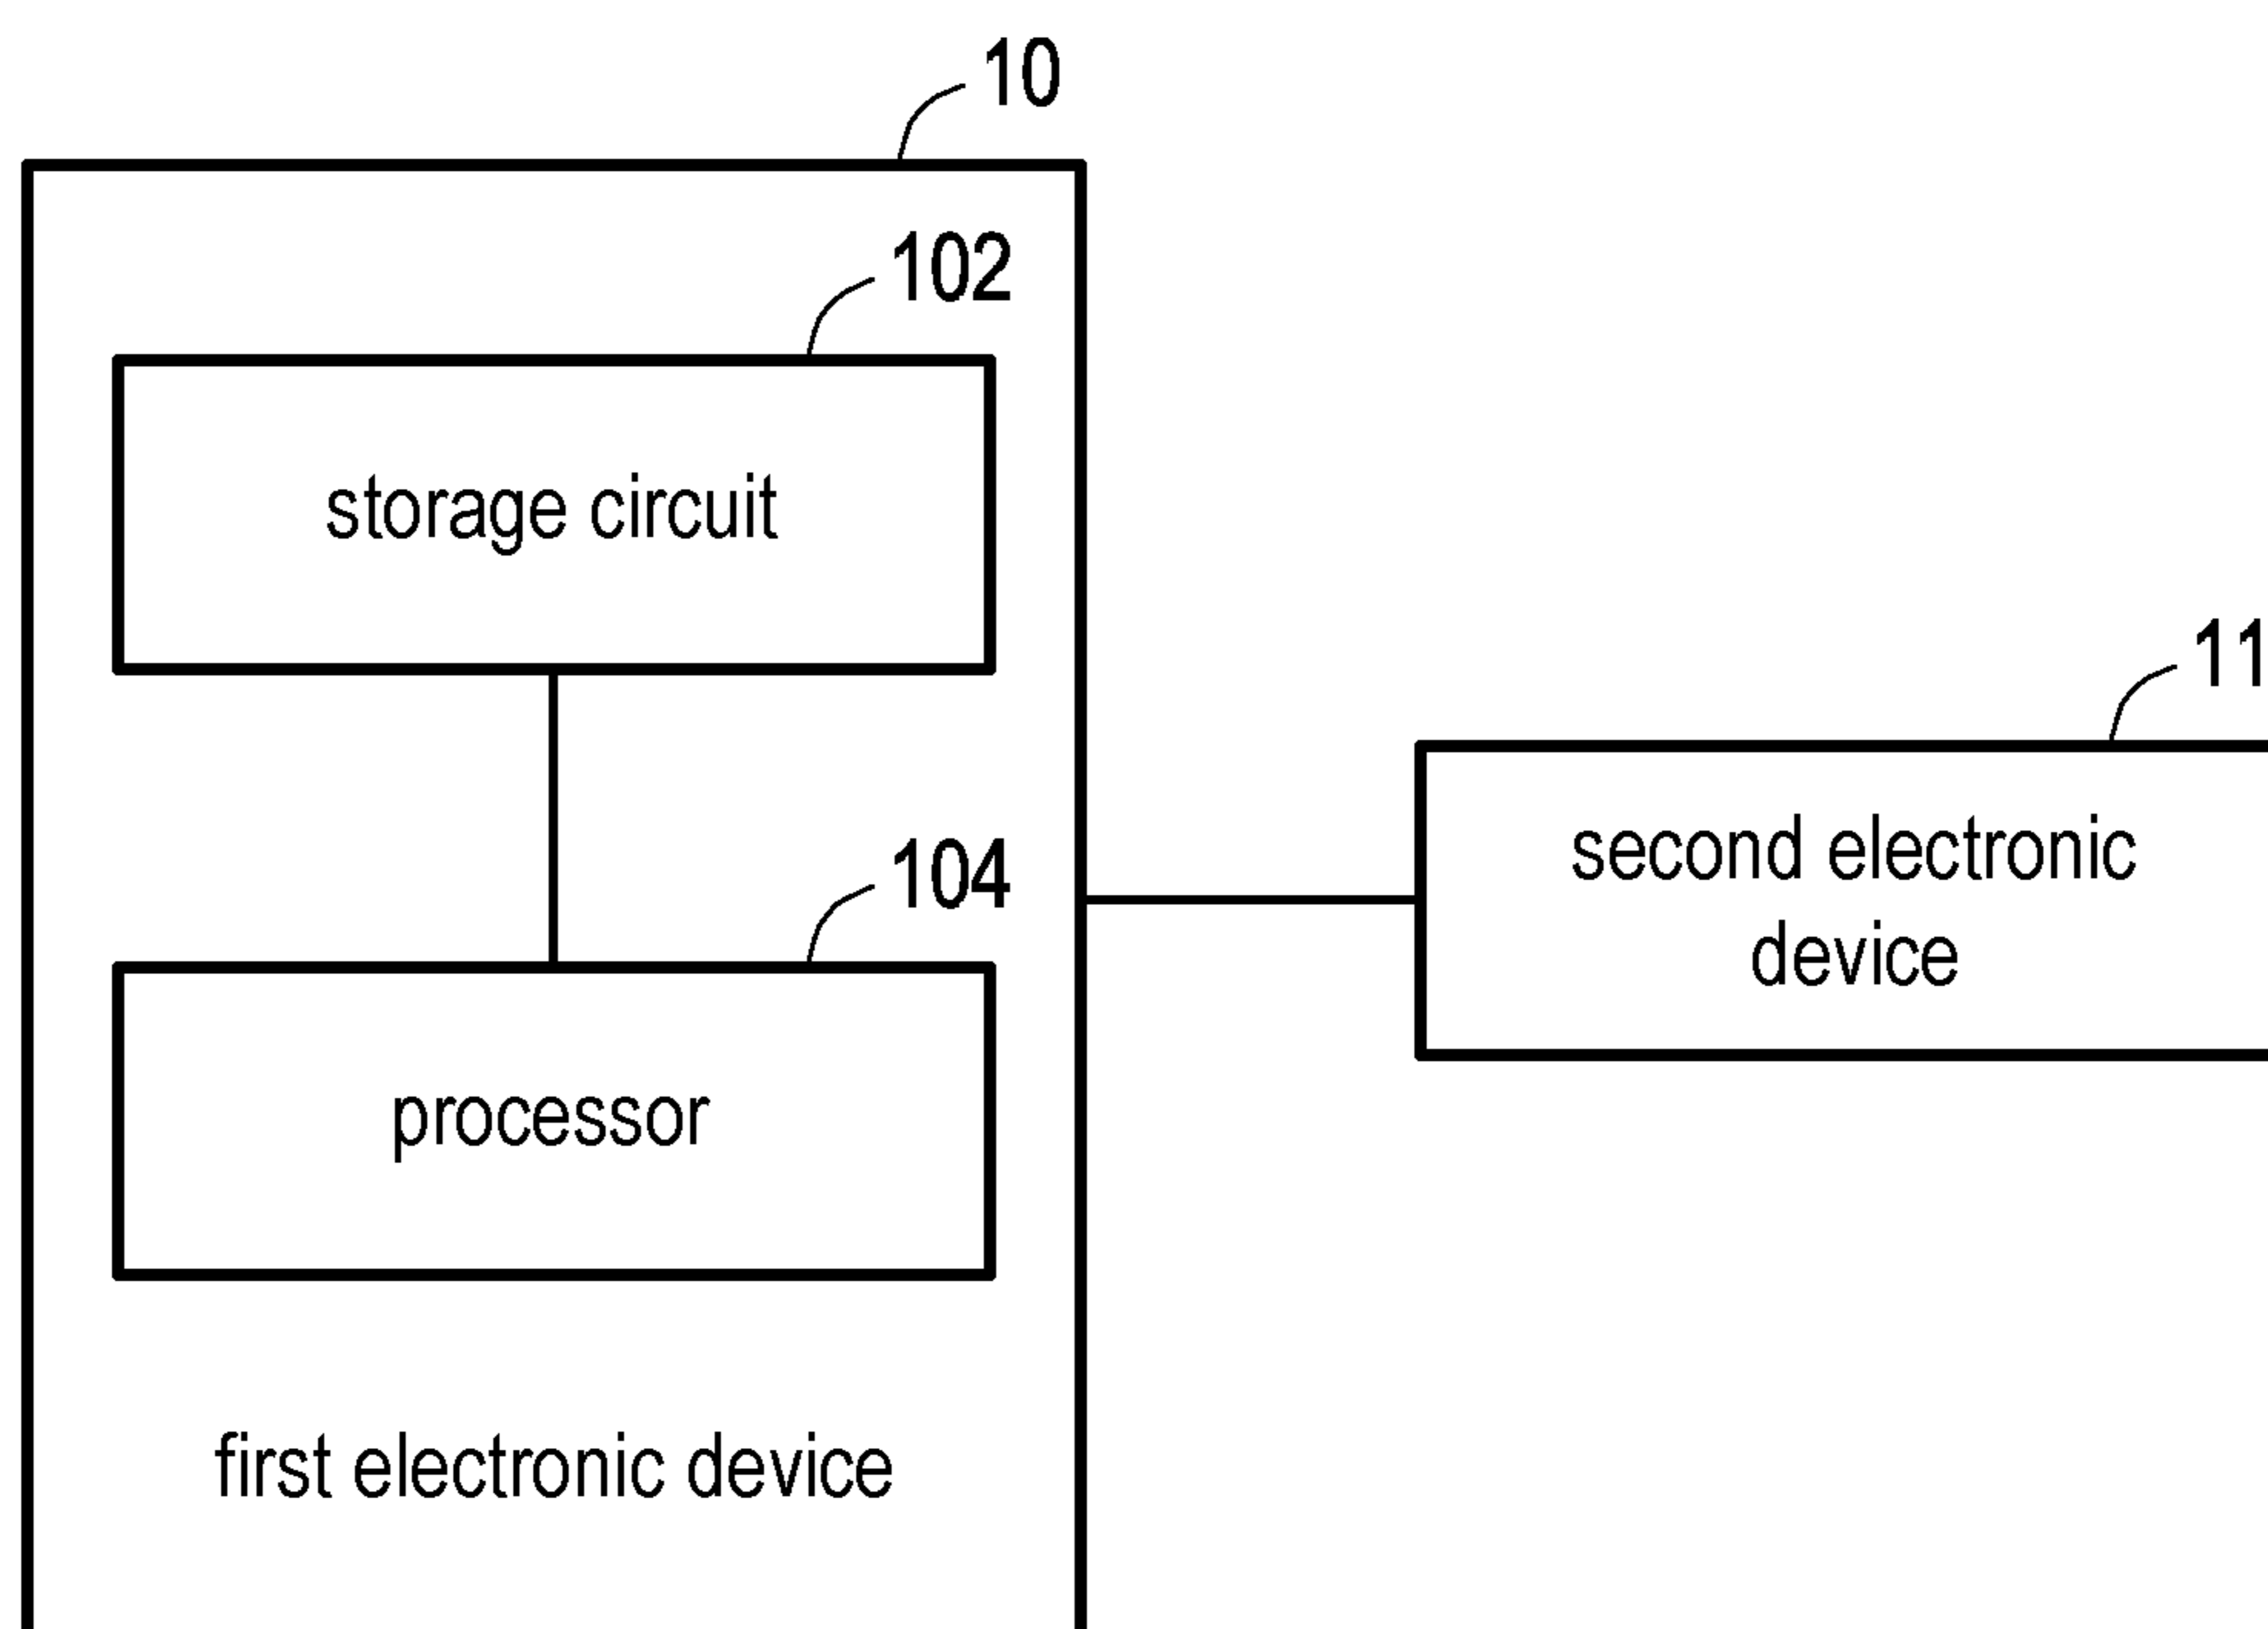 10
102
storage circuit
104
processor
first electronic device
11
second electronic
device